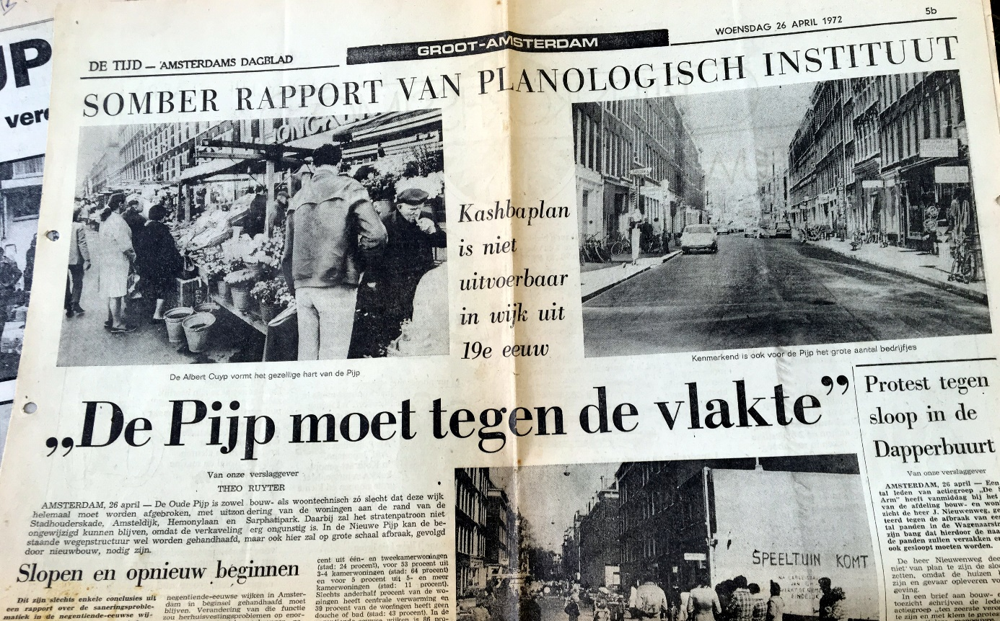 JP
vere
DE TIJD — AMSTERDAMS DAGBLAD
GROOT-AMSTERDAM
WOENSDAG 26 APRIL 1972
5b
SOMBER RAPPORT VAN PLANOLOGISCH INSTITUUT
Kashbaplan
is niet
uitvoerbaar
in wijk uit
19e eeuw
De Albert Cuyp vormt het gezellige hart van de Pijp
Kenmerkend is ook voor de Pijp het grote aantal bedrijfjes
„De Pijp moet tegen de vlakte”
Van onze verslaggever
THEO RUYTER
AMSTERDAM, 26 april — De Oude Pijp is zowel bouw- als woontechnisch zó slecht dat deze wijk
helemaal moet worden afgebroken, met uitzondering van de woningen aan de rand van de
Stadhouderskade, Amsteldijk, Hemonylaan en Sarphatipark. Daarbij zal het stratenpatroon niet
ongewijzigd kunnen blijven, omdat de verkaveling erg ongunstig is. In de Nieuwe Pijp kan de be-
staande wegenstructuur wel worden gehandhaafd, maar ook hier zal op grote schaal afbraak, gevolgd
door nieuwbouw, nodig zijn.
Slopen en opnieuw beginnen
Dit zijn slechts enkele conclusies uit
een rapport over de saneringsproble-
matiek in de negentiende-eeuwse wij-
negentiende-eeuwse wijken in Amster-
dam in beginsel gehandhaafd moet
blijven. Verandering van die functie
zou herhuisvestingsproblemen op enor-
cent uit één- en tweekamerwoningen
(stad: 24 procent), voor 53 procent uit
3-4 kamerwoningen (stad: 64 procent)
en voor 5 procent uit 5- en meer
kamerwoningen (stad: 11 procent).
Slechts anderhalf procent van de wo-
ningen heeft centrale verwarming en
39 procent van de woningen heeft geen
douche of bad (stad: 43 procent). In
SPEELTUIN KOMT
EINDELIJK
Protest tegen
sloop in de
Dapperbuurt
Van onze verslaggever
AMSTERDAM, 26 april — Een
tal leden van actiegroep „De S
Arm” heeft vanmiddag bij het
van de afdeling bouw- en won
zicht de heer J. Nieuwenweg, ge
teerd tegen de afbraak van een
tal panden in de Wagenaarstr
zijn bang dat hierdoor de naa
de panden zullen verzakken en
ook gesloopt moeten worden.
De heer Nieuwenweg deel
niet van plan te zijn de sloo
zetten, omdat de huizen
zijn en gevaar opleveren vo
geving.
In een brief aan bouw- e
toezicht schrijven de lede
actiegroep „ten zeerste veron
te zijn en met klem te protes